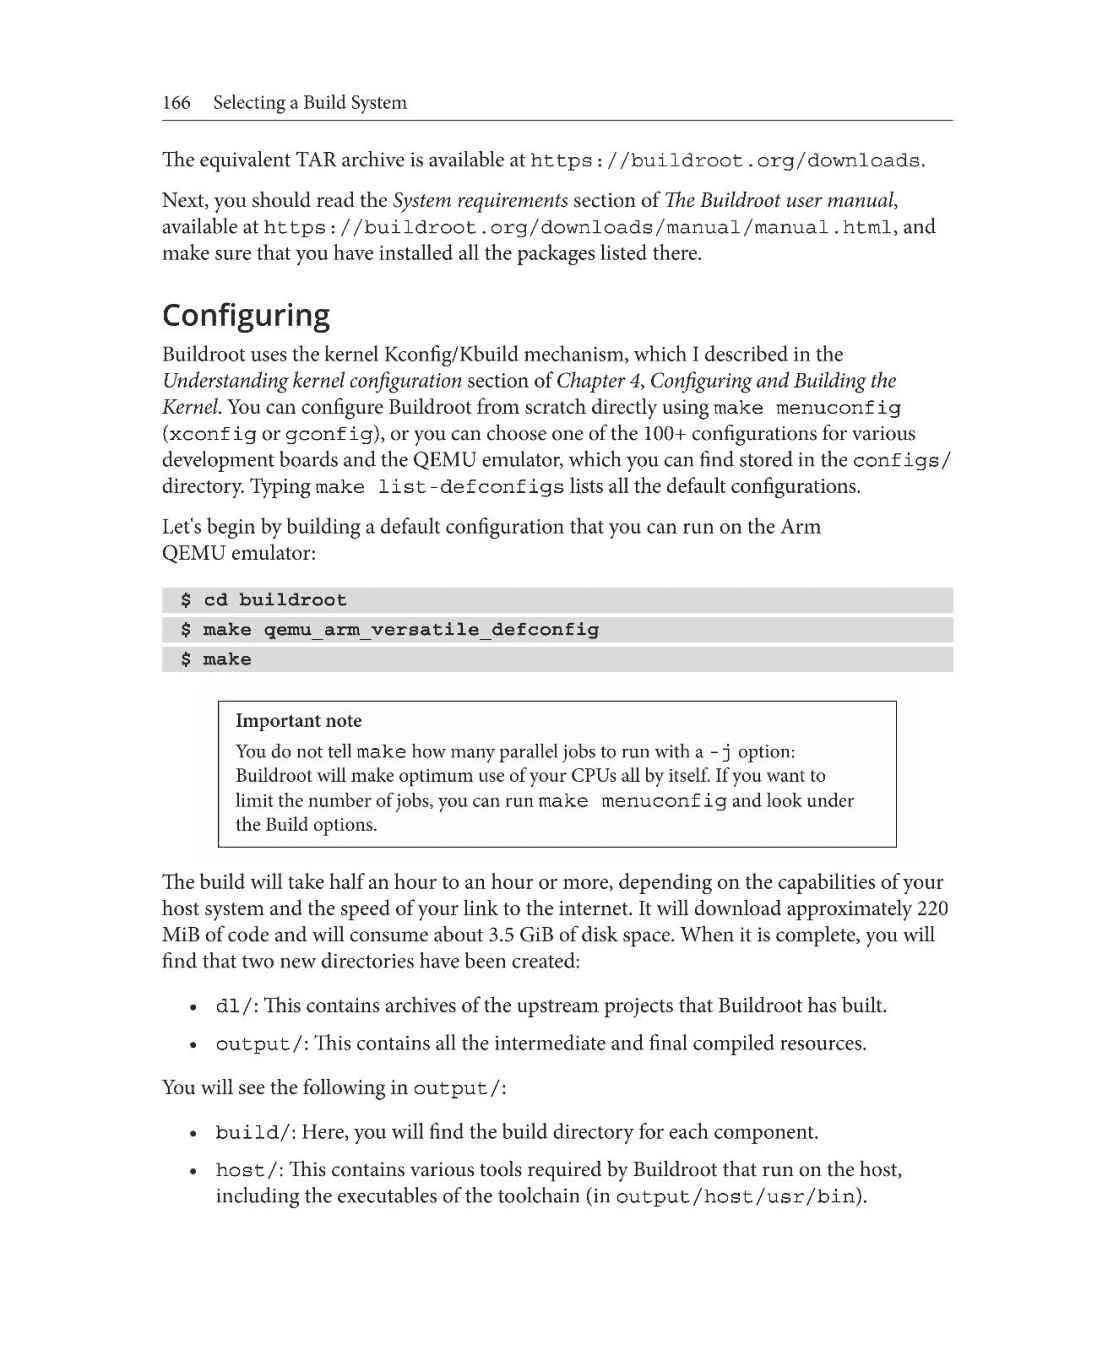 166 Selecting a Build System
The equivalent TAR archive is available at https://buildroot.org/downloads.
Next, you should read the System requirements section of The Buildroot user manual,
available at https://buildroot.org/downloads/manual/manual.html, and
make sure that you have installed all the packages listed there.
Configuring
Buildroot uses the kernel Kconfig/Kbuild mechanism, which I described in the
Understanding kernel configuration section of Chapter 4, Configuring and Building the
Kernel. You can configure Buildroot from scratch directly using make menuconfig
(xconfig or gconfig), or you can choose one of the 100+ configurations for various
development boards and the QEMU emulator, which you can find stored in the configs/
directory. Typing make list-defconfigs lists all the default configurations.
Let's begin by building a default configuration that you can run on the Arm
QEMU emulator:
$ cd buildroot
$ make qemu_arm_versatile_defconfig
$ make
Important note
You do not tell make how many parallel jobs to run with a -j option:
Buildroot will make optimum use of your CPUs all by itself. If you want to
limit the number of jobs, you can run make menuconfig and look under
the Build options.
The build will take half an hour to an hour or more, depending on the capabilities of your
host system and the speed of your link to the internet. It will download approximately 220
MiB of code and will consume about 3.5 GiB of disk space. When it is complete, you will
find that two new directories have been created:
• dl/: This contains archives of the upstream projects that Buildroot has built.
• output/: This contains all the intermediate and final compiled resources.
You will see the following in output/:
• build/: Here, you will find the build directory for each component.
• host/: This contains various tools required by Buildroot that run on the host,
including the executables of the toolchain (in output/host/usr/bin).